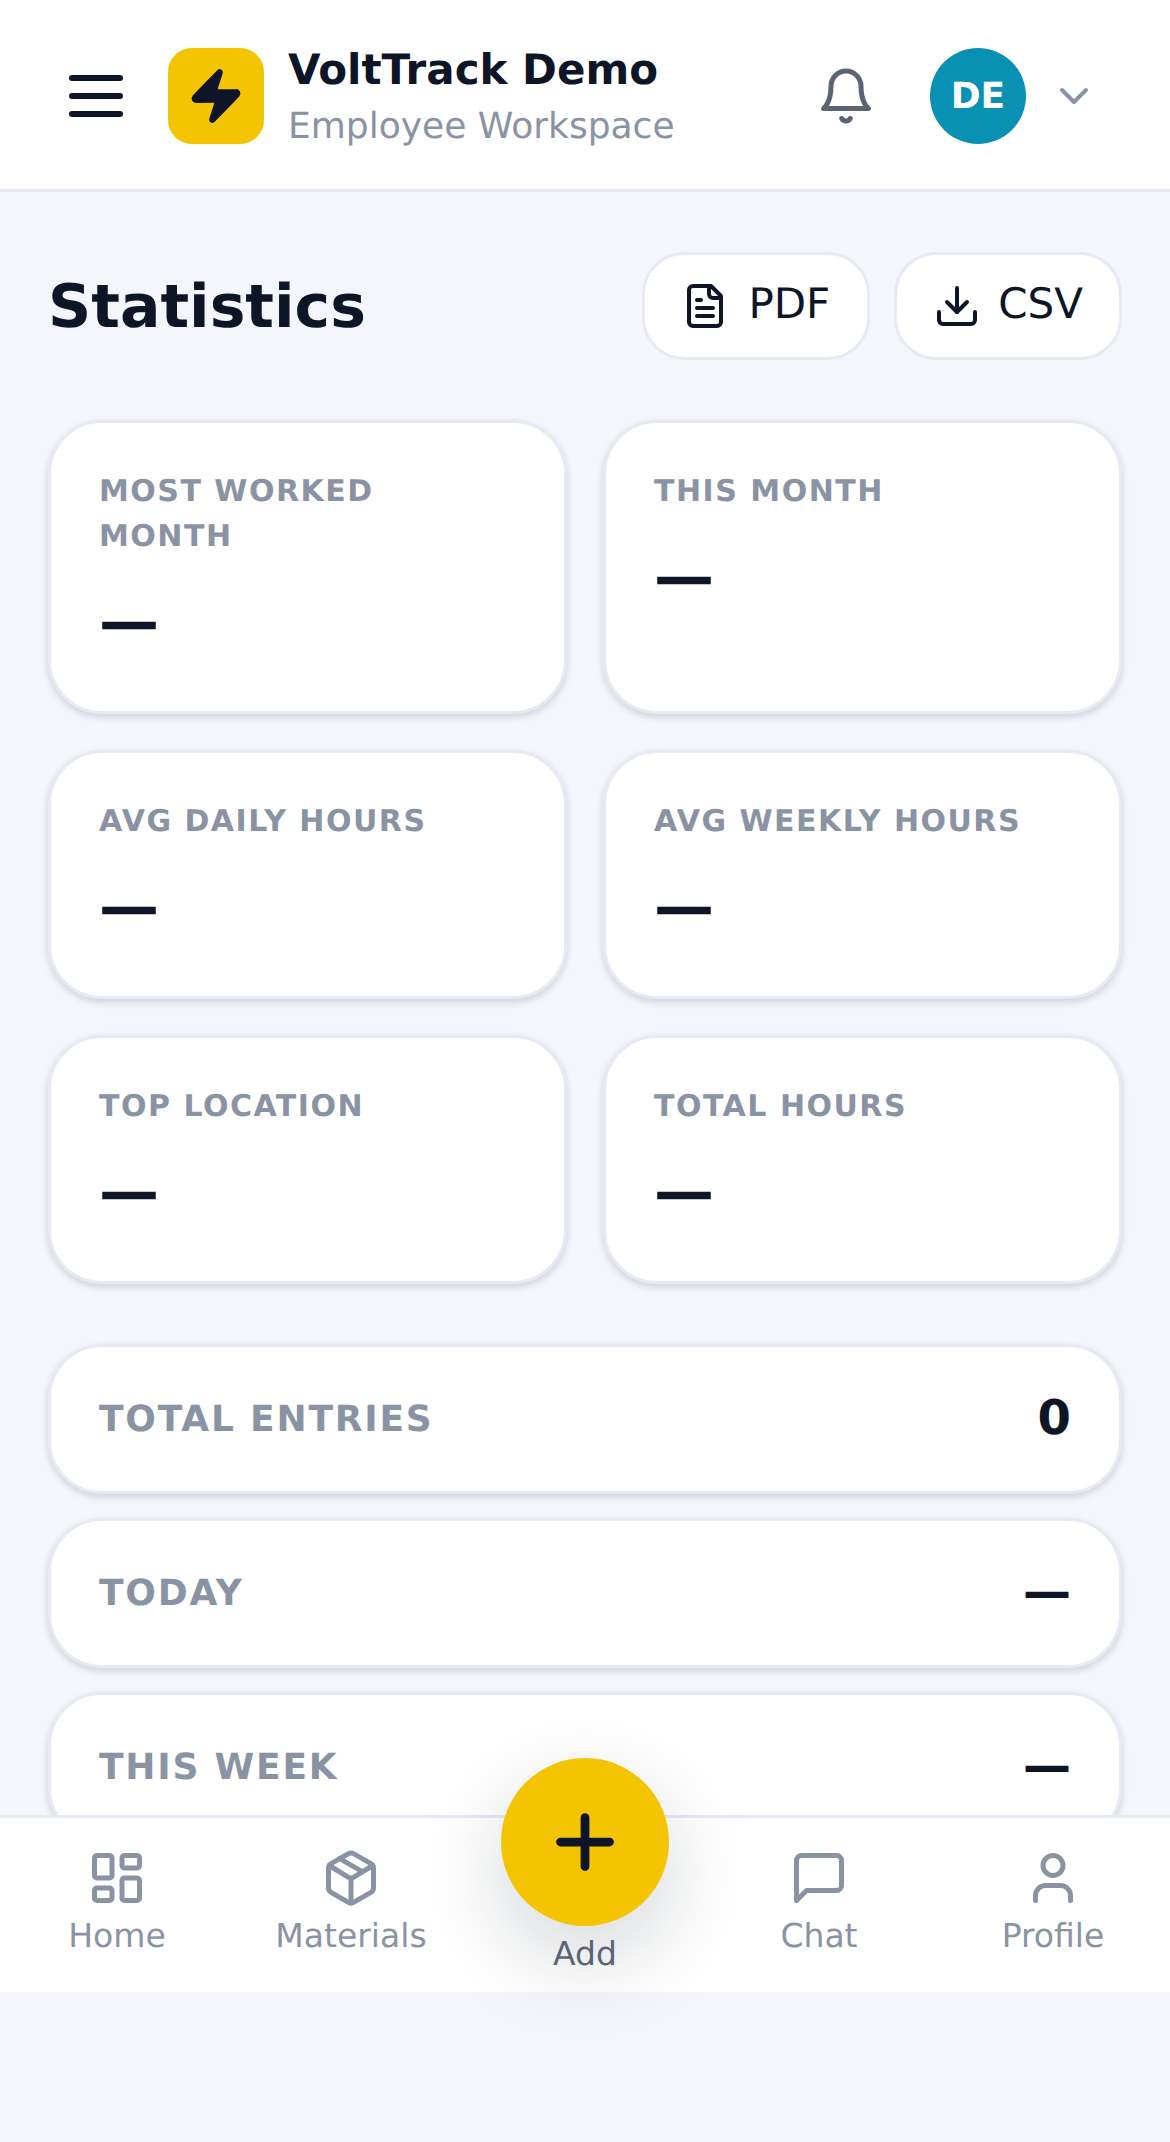 VoltTrack Demo
Employee Workspace
DE
Statistics
PDF
CSV
MOST WORKED
MONTH
—
THIS MONTH
—
AVG DAILY HOURS
—
AVG WEEKLY HOURS
—
TOP LOCATION
—
TOTAL HOURS
—
TOTAL ENTRIES
0
TODAY
—
THIS WEEK
—
Home
Materials
Add
Chat
Profile